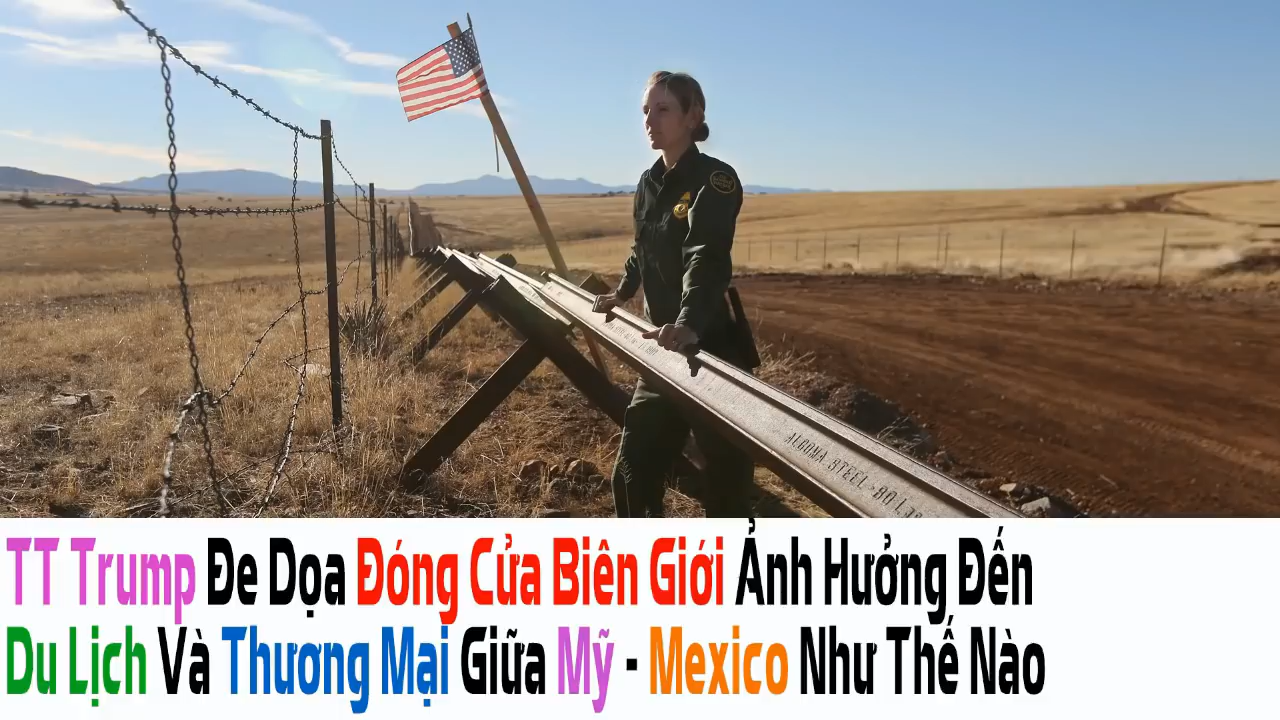 ALGOMA STEEL 80 L
TT Trump Đe Dọa Đóng Cửa Biên Giới Ảnh Hưởng Đến
Du Lịch Và Thương Mại Giữa Mỹ - Mexico Như Thế Nào